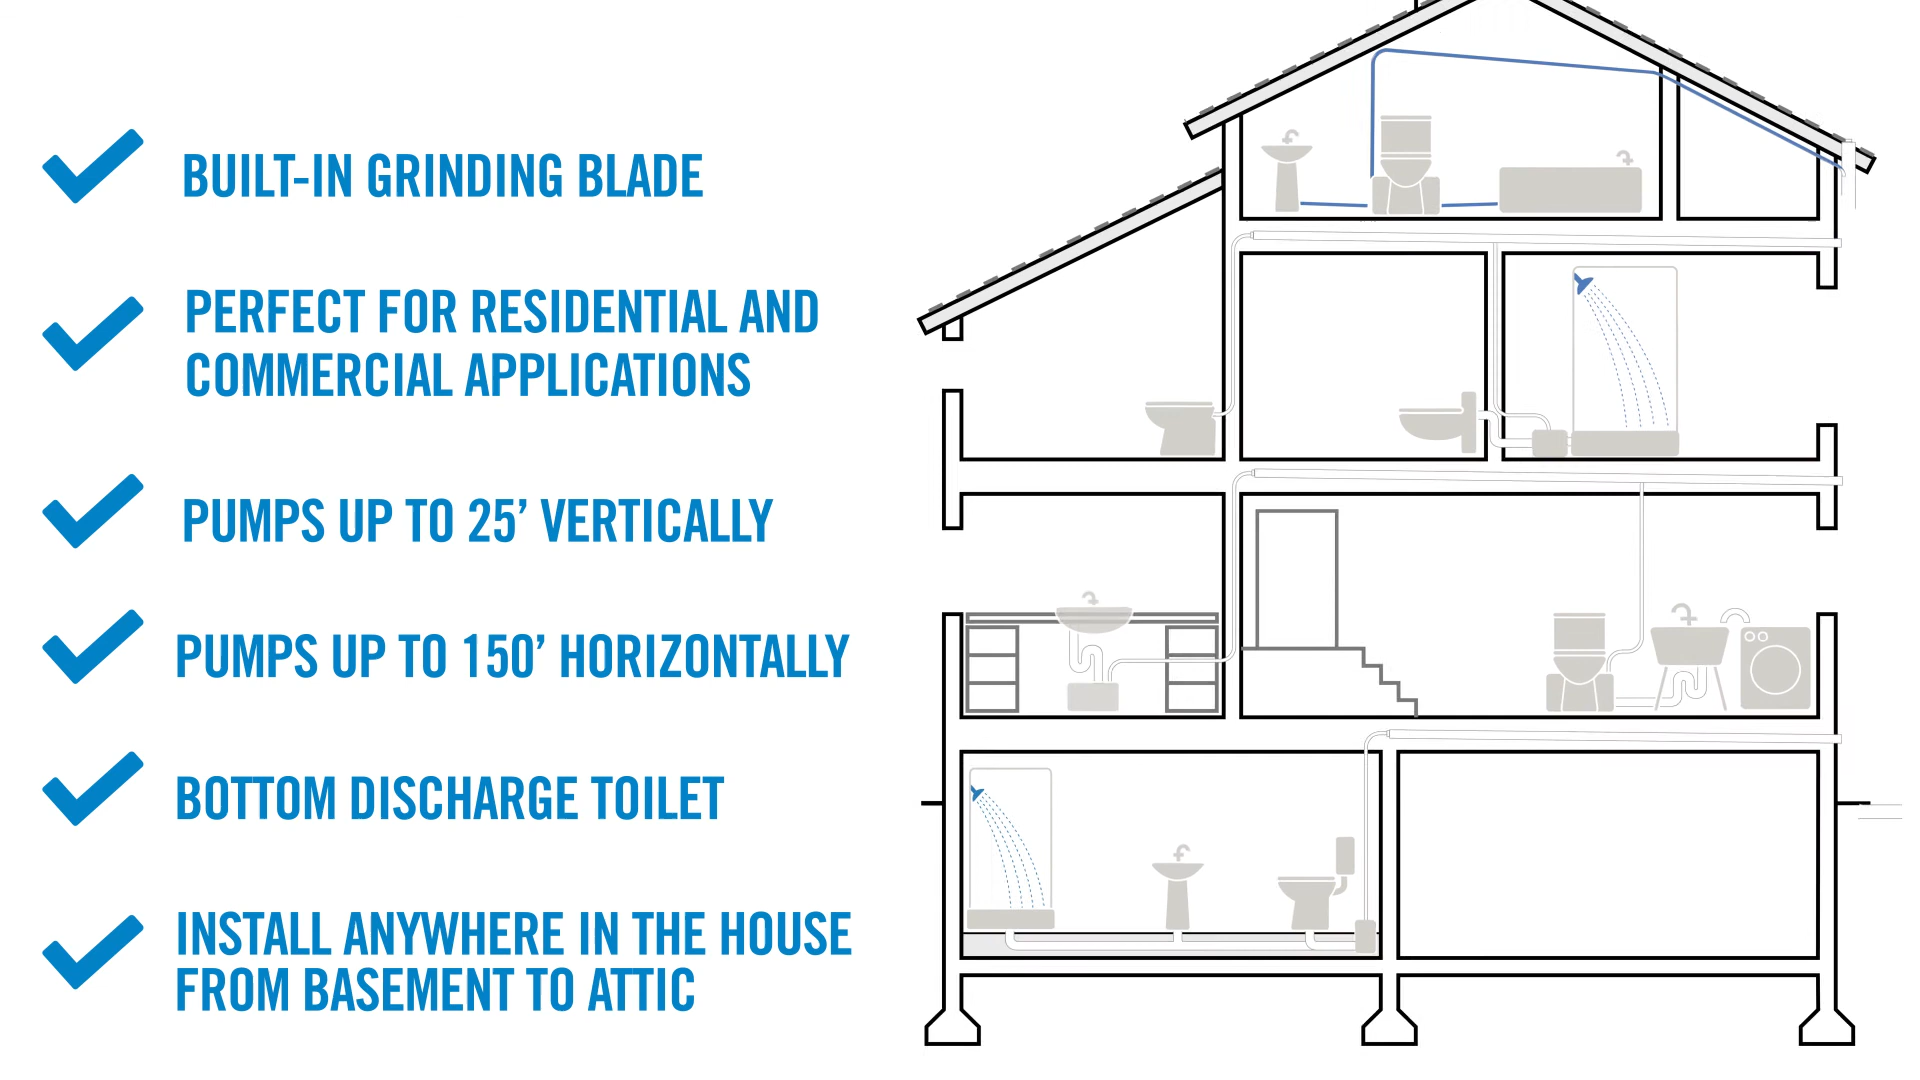 BUILT-IN GRINDING BLADE
PERFECT FOR RESIDENTIAL AND
COMMERCIAL APPLICATIONS
PUMPS UP TO 25’ VERTICALLY
PUMPS UP TO 150’ HORIZONTALLY
BOTTOM DISCHARGE TOILET
INSTALL ANYWHERE IN THE HOUSE
FROM BASEMENT TO ATTIC